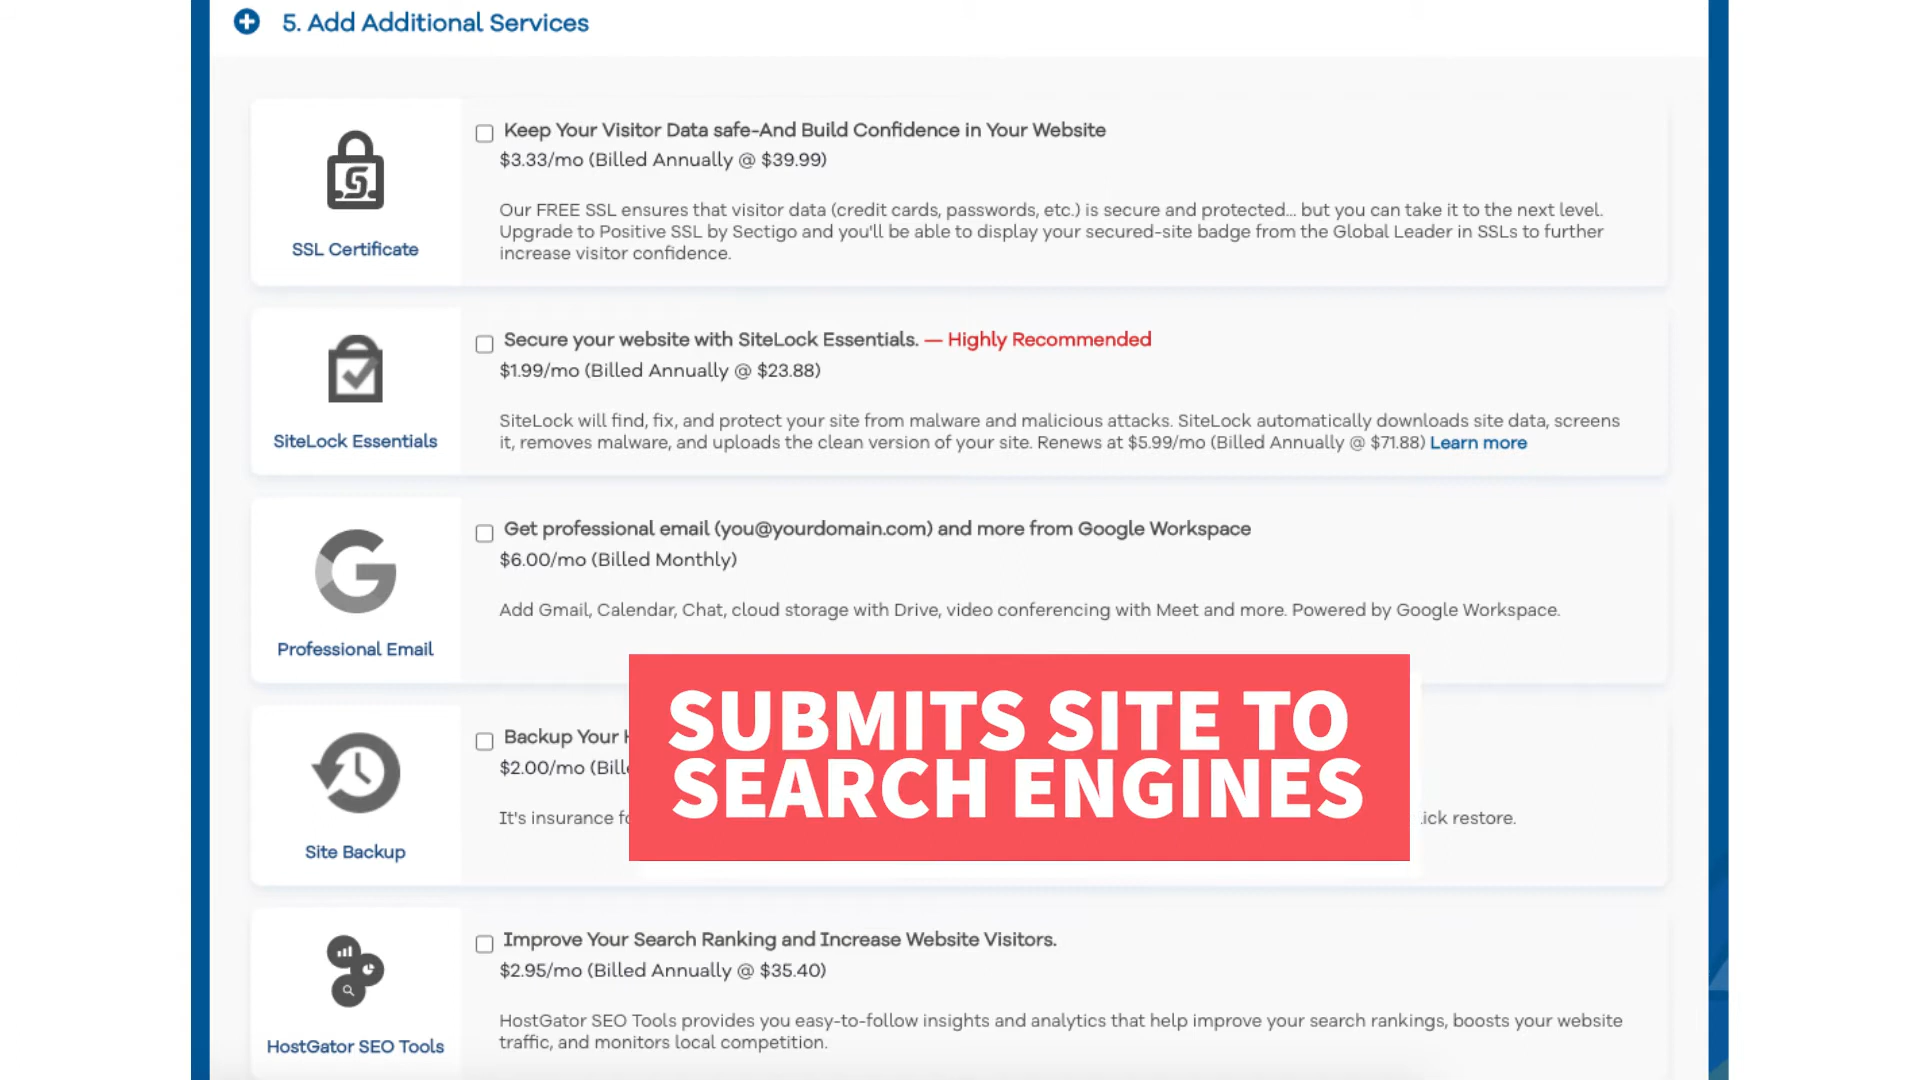 5. Add Additional Services
Keep Your Visitor Data safe-And Build Confidence in Your Website
$3.33/mo (Billed Annually @ $39.99)
Our FREE SSL ensures that visitor data (credit cards, passwords, etc.) is secure and protected... but you can take it to the next level.
Upgrade to Positive SSL by Sectigo and you'll be able to display your secured-site badge from the Global Leader in SSLs to further
increase visitor confidence.
SSL Certificate
Secure your website with SiteLock Essentials. — Highly Recommended
$1.99/mo (Billed Annually @ $23.88)
SiteLock will find, fix, and protect your site from malware and malicious attacks. SiteLock automatically downloads site data, screens
it, removes malware, and uploads the clean version of your site. Renews at $5.99/mo (Billed Annually @ $71.88) Learn more
SiteLock Essentials
Get professional email (you@yourdomain.com) and more from Google Workspace
$6.00/mo (Billed Monthly)
Add Gmail, Calendar, Chat, cloud storage with Drive, video conferencing with Meet and more. Powered by Google Workspace.
Professional Email
Backup Your
$2.00/mo
It's insurance
restore.
SUBMITS SITE TO
SEARCH ENGINES
Site Backup
Improve Your Search Ranking and Increase Website Visitors.
$2.95/mo (Billed Annually @ $35.40)
HostGator SEO Tools provides you easy-to-follow insights and analytics that help improve your search rankings, boosts your website
traffic, and monitors local competition.
HostGator SEO Tools